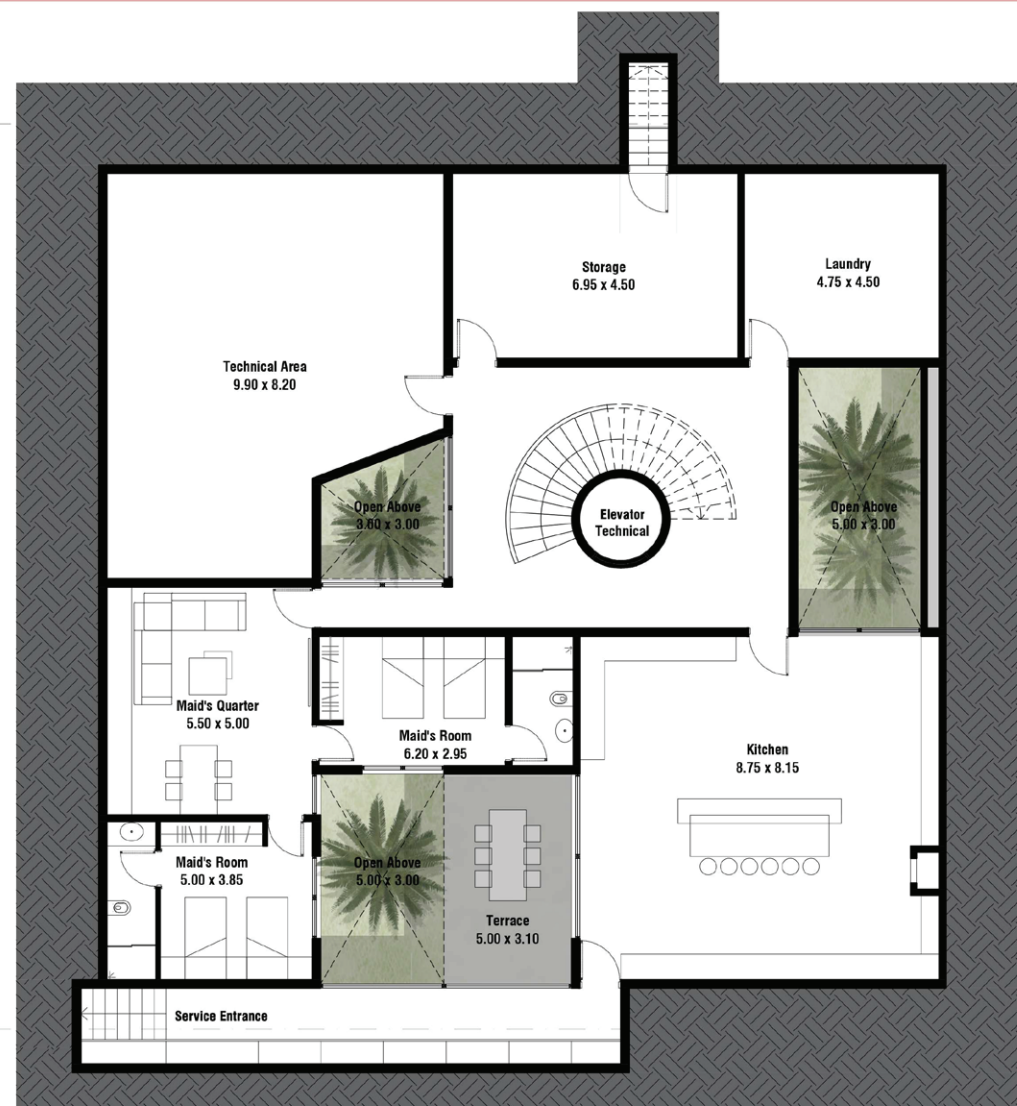 Storage
6.95 x 4.50
Laundry
4.75 x 4.50
Technical Area
9.90 x 8.20
Open Above
3.60 x 3.00
Elevator
Technical
Open Above
5.00 x 3.00
Maid's Quarter
5.50 x 5.00
Maid's Room
6.20 x 2.95
Kitchen
8.75 x 8.15
Maid's Room
5.00 x 3.85
Open Above
5.00 x 3.00
Terrace
5.00 x 3.10
Service Entrance